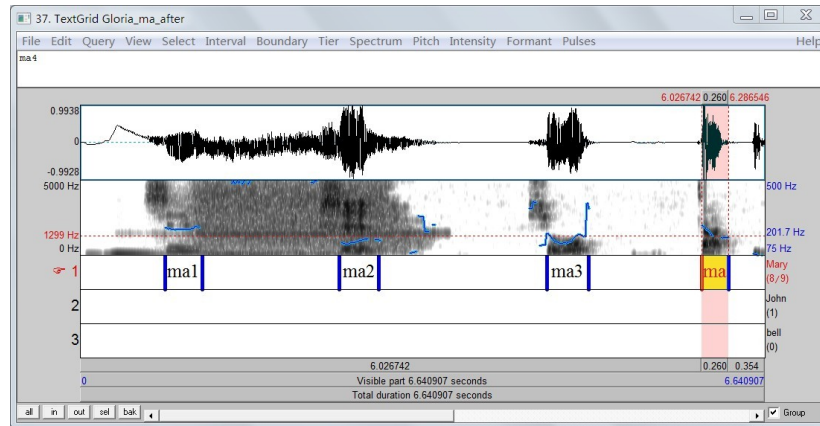 37. TextGrid Gloria_ma_after
File Edit Query View Select Interval Boundary Tier Spectrum Pitch Intensity Formant Pulses Help
ma4
6.026742 0.260 6.286546
0.9938
0
-0.9928
5000 Hz 500 Hz
1299 Hz 201.7 Hz
0 Hz 75 Hz
1 ma1 ma2 ma3 ma Mary
(8/9)
2 John
(1)
3 bell
(0)
6.026742 0.260 0.354
0 Visible part 6.640907 seconds 6.640907
Total duration 6.640907 seconds
all in out sel bak Group